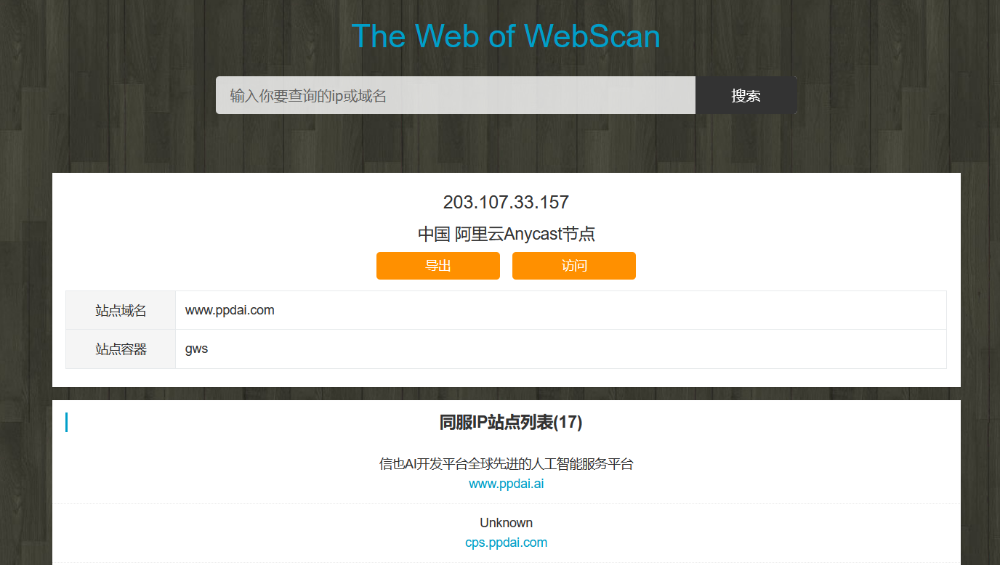 The Web of WebScan
输入你要查询的ip或域名
搜索
203.107.33.157
中国 阿里云Anycast节点
导出
访问
站点域名
www.ppdai.com
站点容器
gws
同服IP站点列表(17)
信也AI开发平台全球先进的人工智能服务平台
www.ppdai.ai
Unknown
cps.ppdai.com